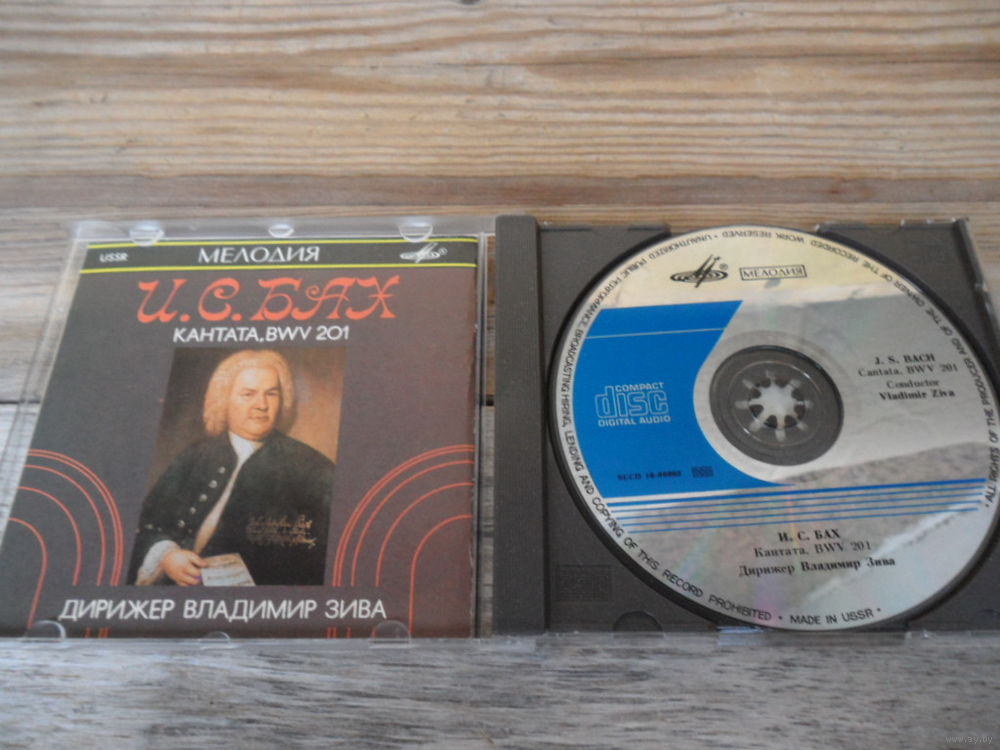 USSR
МЕЛОДИЯ
И.С.БАХ
КАНТАТА, BWV 201
ДИРИЖЕР ВЛАДИМИР ЗИВА
МЕЛОДИЯ
J. S. BACH
Cantata, BWV 201
Conductor
Vladimir Ziva
COMPACT
disc
DIGITAL AUDIO
И. С. БАХ
Кантата, BWV 201
Дирижер Владимир Зива
• ALL RIGHTS OF THE PRODUCER AND OF THE OWNER OF THE RECORDED WORK RESERVED • UNAUTHORIZED PUBLIC PERFORMANCE, BROADCASTING HIRING, LENDING AND COPYING OF THIS RECORD PROHIBITED • MADE IN USSR •
www.ay.by